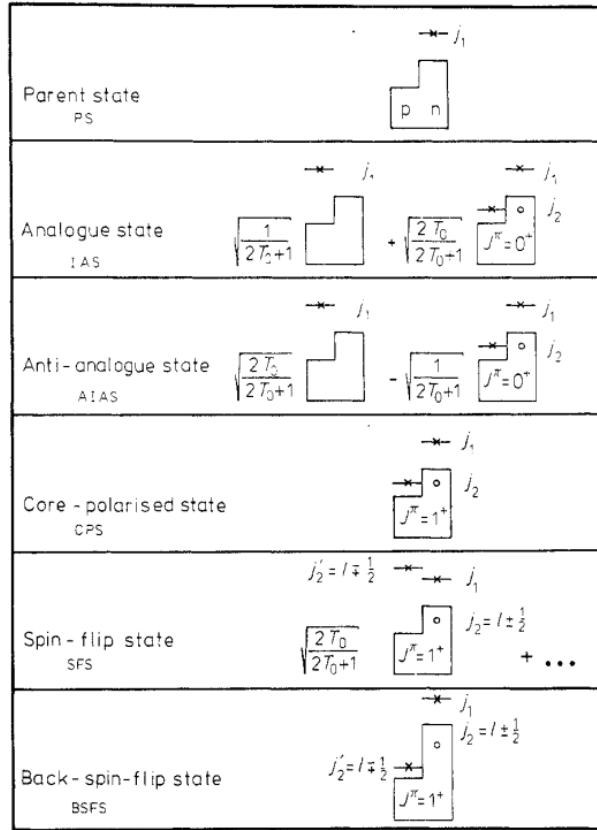 j₁
Parent state
PS
p n
j₁ j₁
Analogue state
IAS
√(1/(2T₀+1)) + √(2T₀/(2T₀+1)) J^π=0⁺ j₂
j₁ j₁
Anti-analogue state
AIAS
√(2T₀/(2T₀+1)) - √(1/(2T₀+1)) J^π=0⁺ j₂
j₁
Core-polarised state
CPS
J^π=1⁺ j₂
j₂′=l∓½ j₁
Spin-flip state
SFS
√(2T₀/(2T₀+1)) J^π=1⁺ j₂=l±½ + •••
j₁
j₂=l±½
j₂′=l∓½
Back-spin-flip state
BSFS
J^π=1⁺